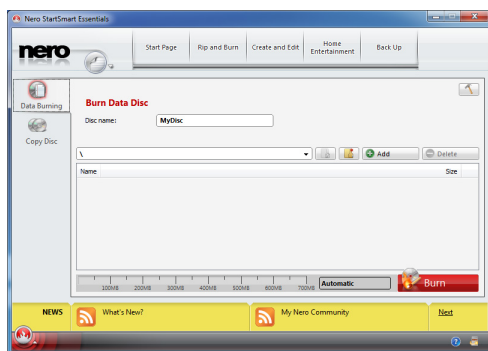 Nero StartSmart Essentials
nero
Start Page
Rip and Burn
Create and Edit
Home
Entertainment
Back Up
Data Burning
Copy Disc
Burn Data Disc
Disc name:
MyDisc
\
Add
Delete
Name
Size
100MB 200MB 300MB 400MB 500MB 600MB 700MB
Automatic
Burn
NEWS
What's New?
My Nero Community
Next